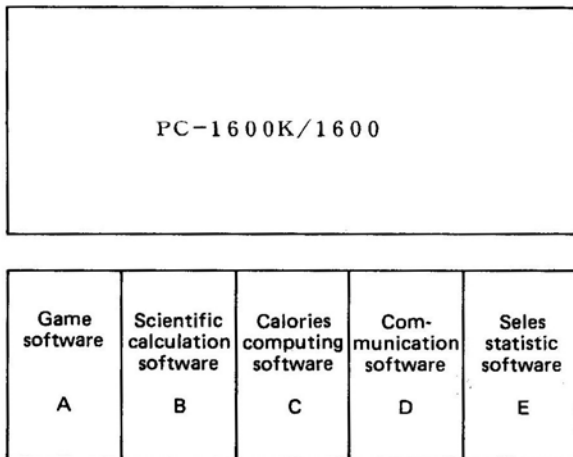 PC-1600K/1600
Game
software
A
Scientific
calculation
software
B
Calories
computing
software
C
Com-
munication
software
D
Seles
statistic
software
E